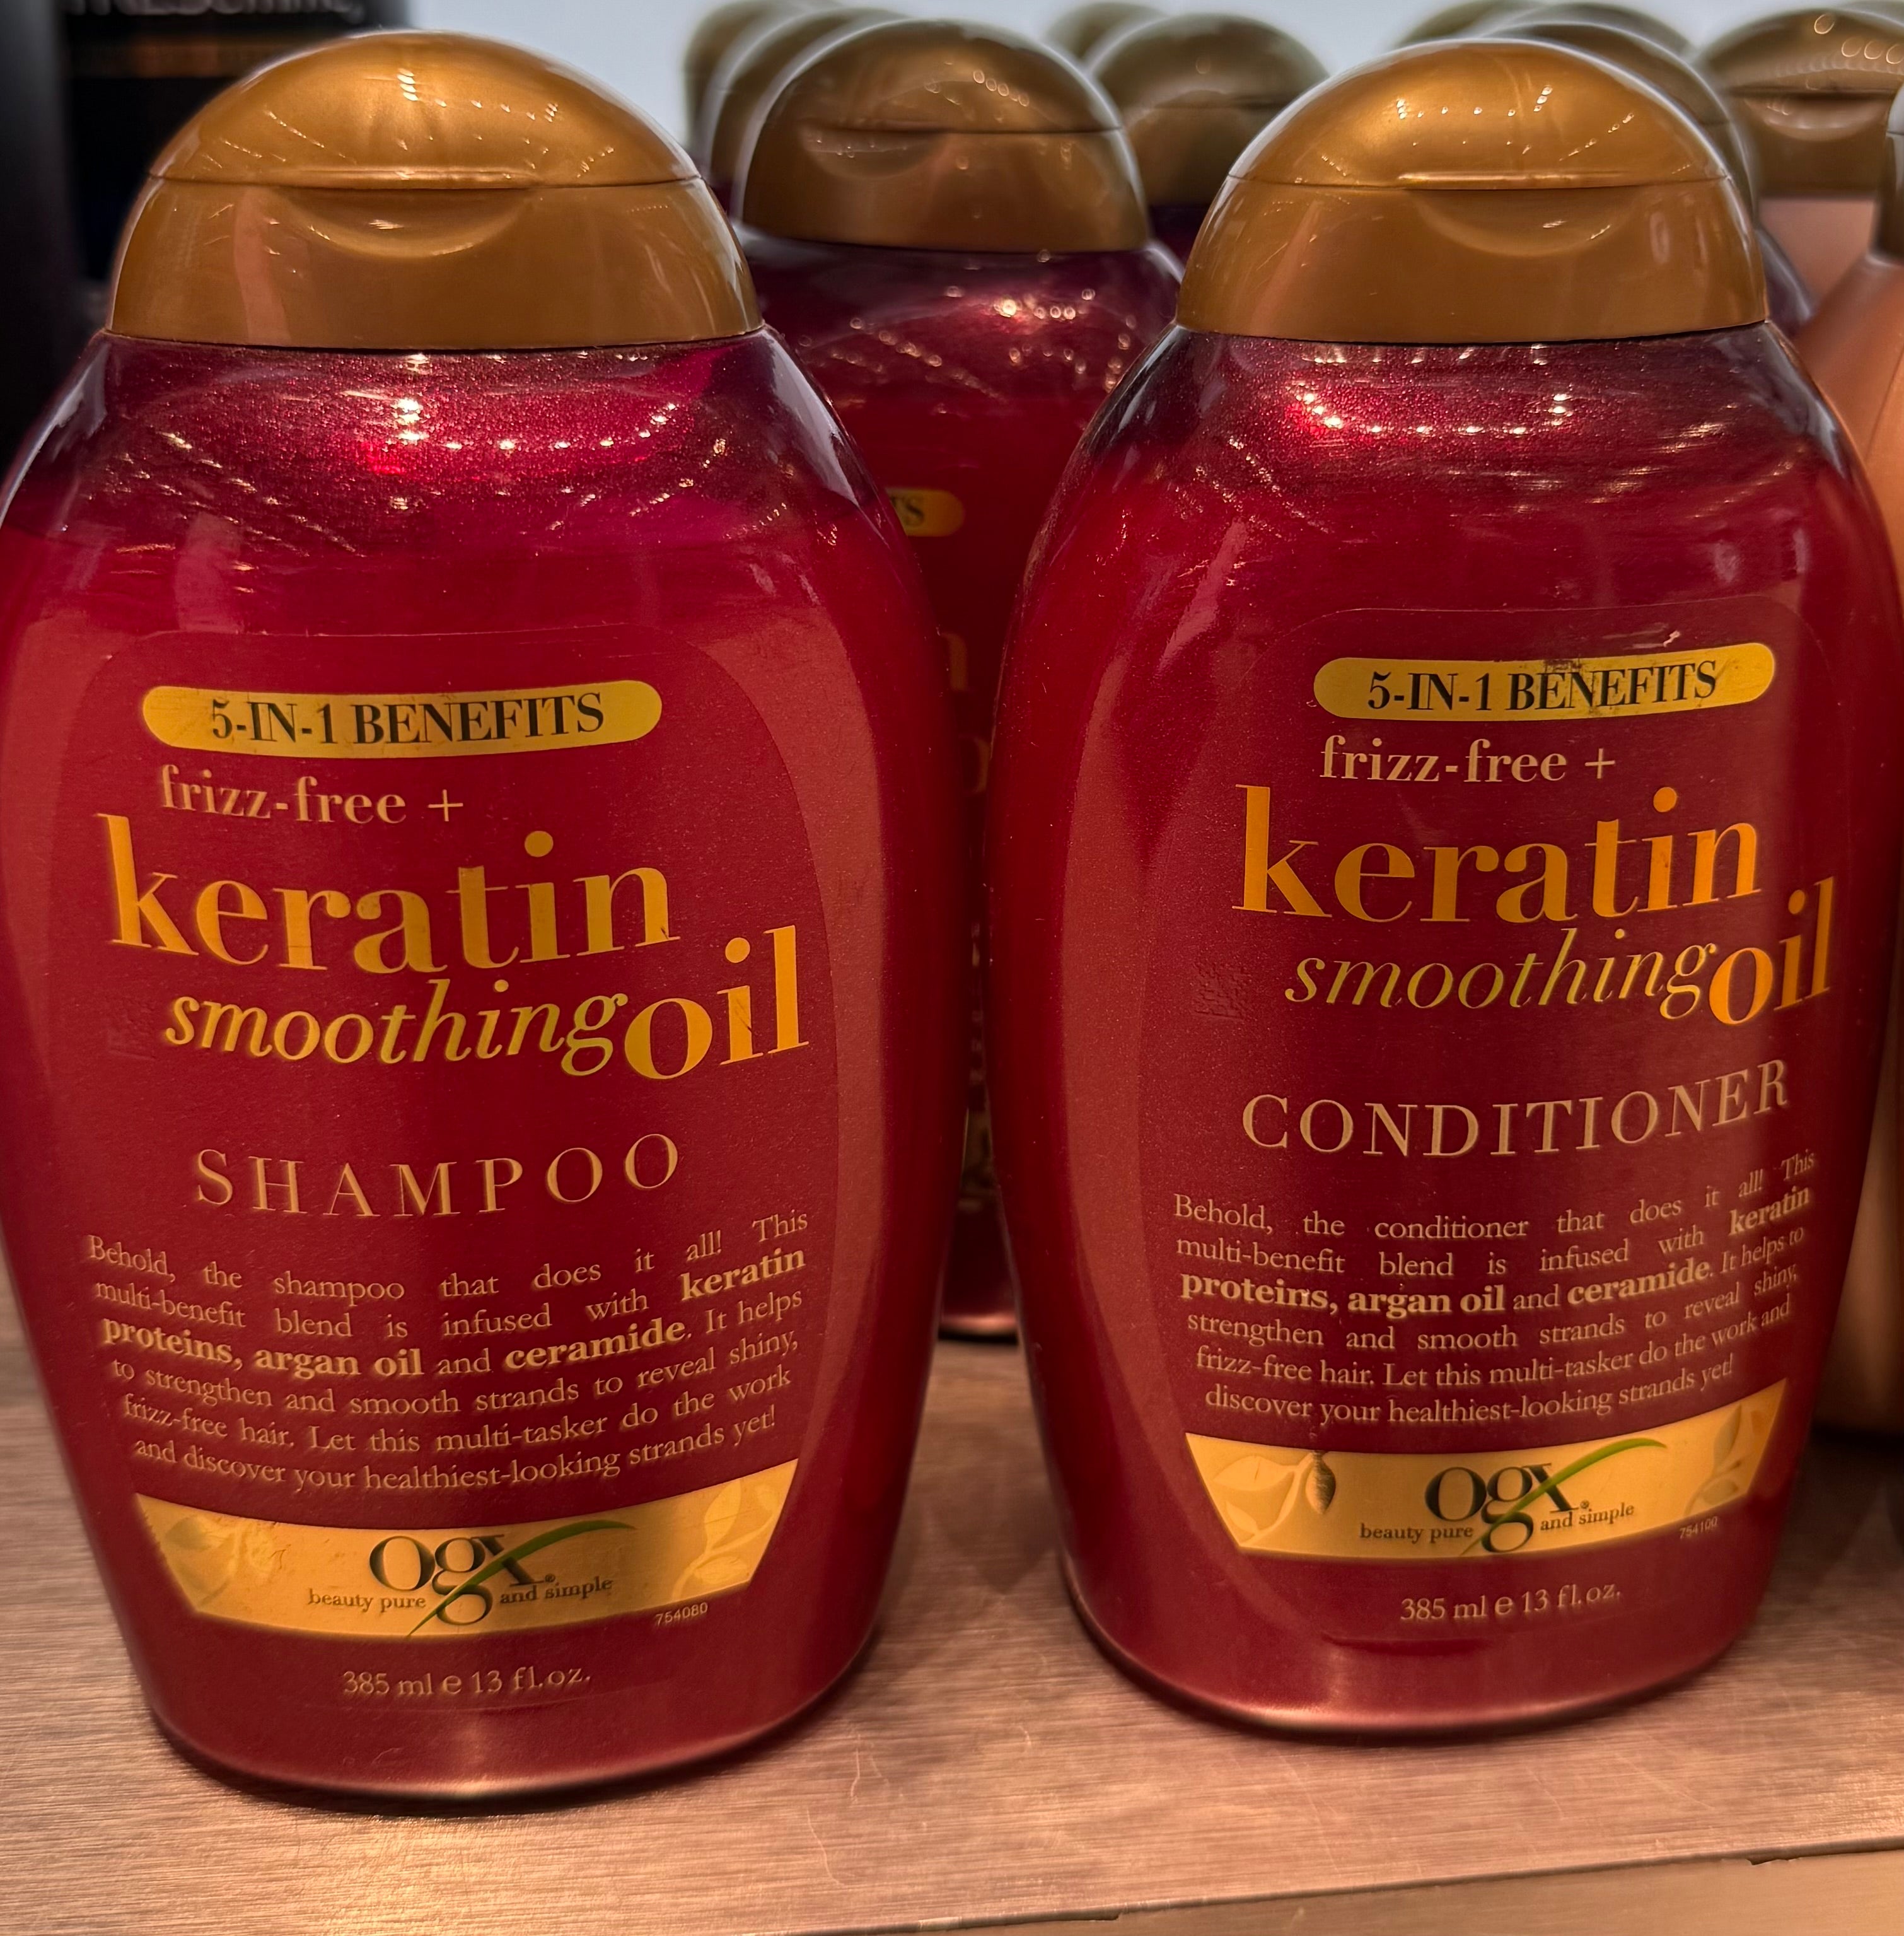 5-IN-1 BENEFITS
frizz-free +
keratin
smoothing oil
SHAMPOO
Behold, the shampoo that does it all! This
multi-benefit blend is infused with keratin
proteins, argan oil and ceramide. It helps
to strengthen and smooth strands to reveal shiny,
frizz-free hair. Let this multi-tasker do the work
and discover your healthiest-looking strands yet!
ogx®
beauty pure and simple
754080
385 ml e 13 fl.oz.
5-IN-1 BENEFITS
frizz-free +
keratin
smoothing oil
CONDITIONER
Behold, the conditioner that does it all! This
multi-benefit blend is infused with keratin
proteins, argan oil and ceramide. It helps to
strengthen and smooth strands to reveal shiny,
frizz-free hair. Let this multi-tasker do the work and
discover your healthiest-looking strands yet!
ogx®
beauty pure and simple
754100
385 ml e 13 fl.oz.